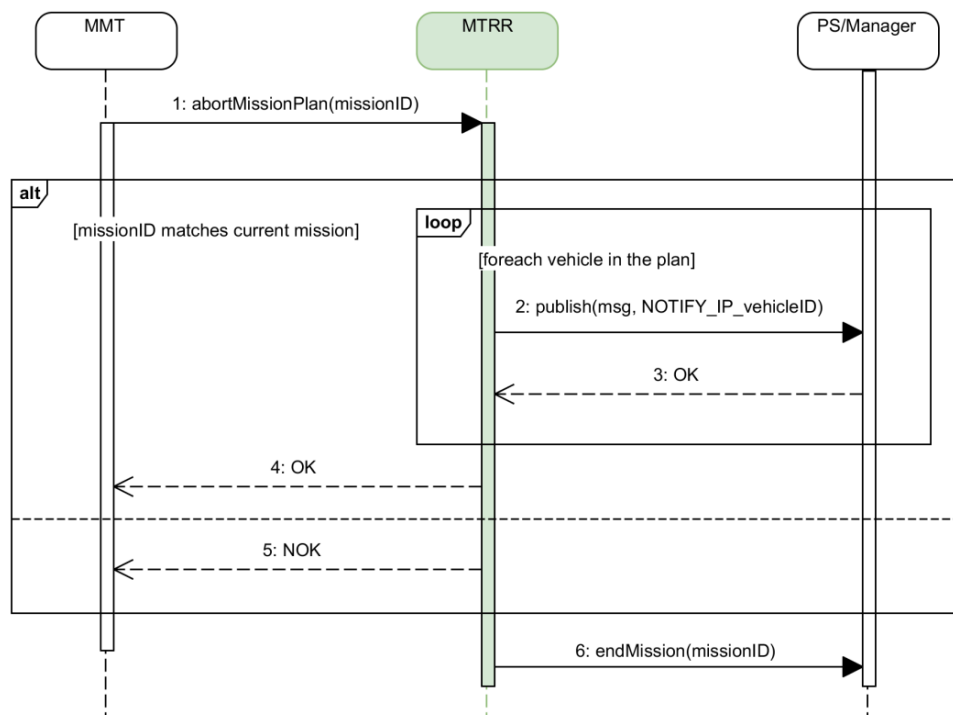 MMT
MTRR
PS/Manager
1: abortMissionPlan(missionID)
alt
[missionID matches current mission]
loop
[foreach vehicle in the plan]
2: publish(msg, NOTIFY_IP_vehicleID)
3: OK
4: OK
5: NOK
6: endMission(missionID)